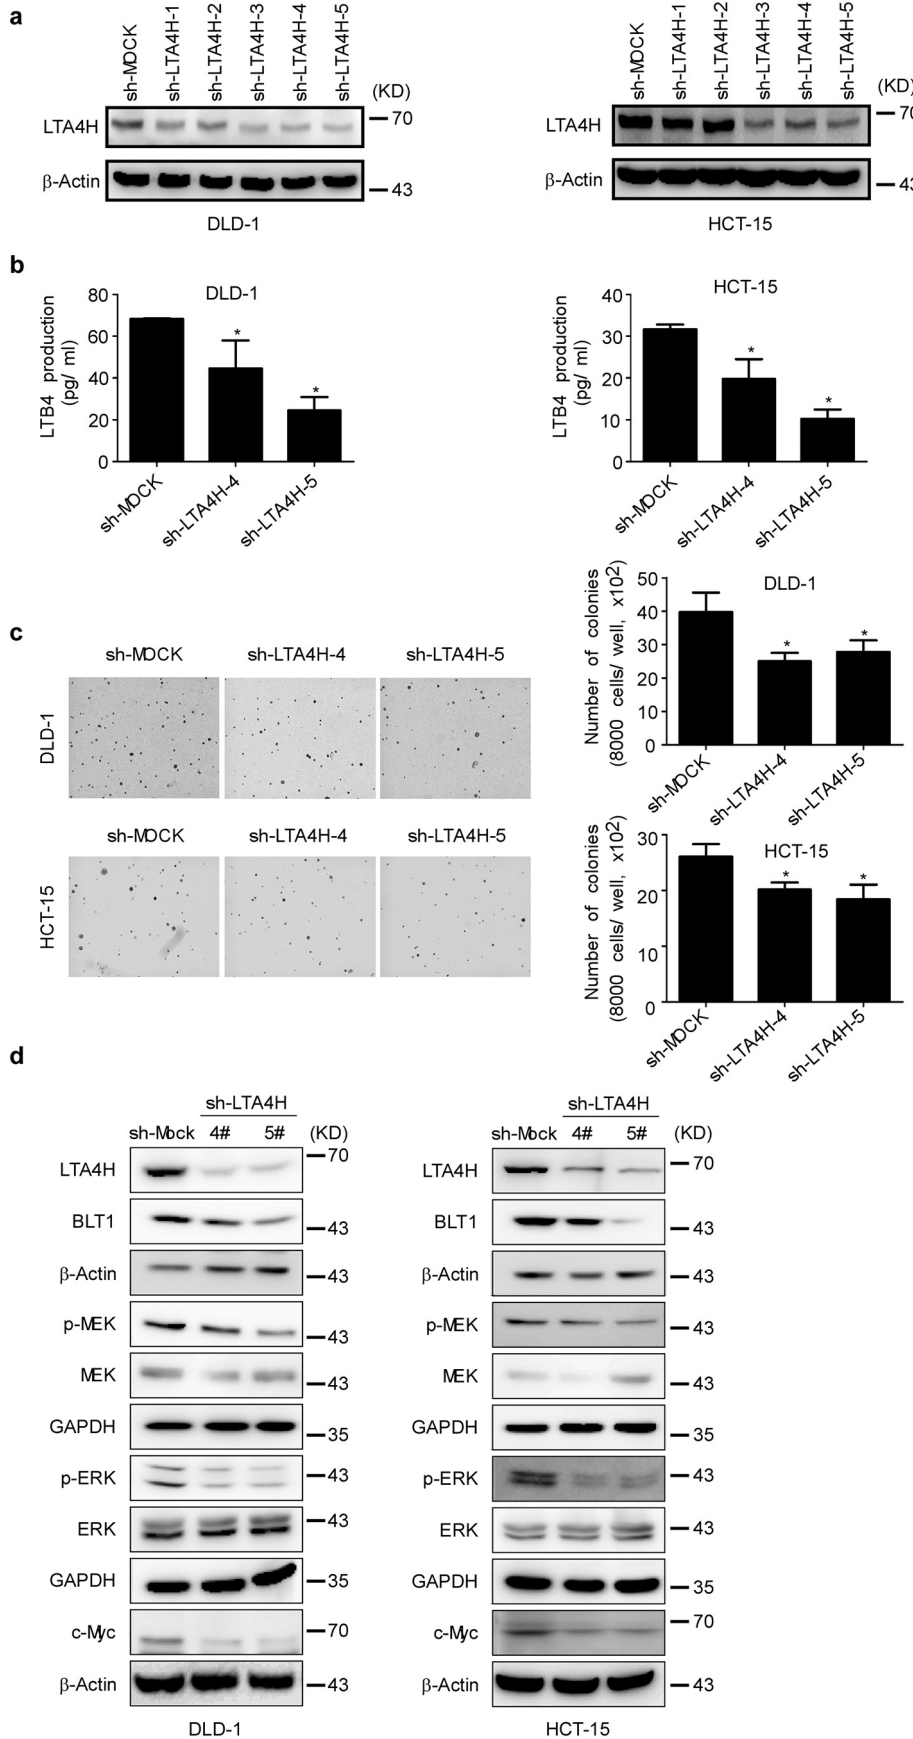 a
sh-MOCK sh-LTA4H-1 sh-LTA4H-2 sh-LTA4H-3 sh-LTA4H-4 sh-LTA4H-5 (KD)
LTA4H 70
β-Actin 43
DLD-1
sh-MOCK sh-LTA4H-1 sh-LTA4H-2 sh-LTA4H-3 sh-LTA4H-4 sh-LTA4H-5 (KD)
LTA4H 70
β-Actin 43
HCT-15
b
DLD-1
LTB4 production
(pg/ ml)
80
60
40
20
0
*
*
sh-MOCK sh-LTA4H-4 sh-LTA4H-5
HCT-15
LTB4 production
(pg/ ml)
40
30
20
10
0
*
*
sh-MOCK sh-LTA4H-4 sh-LTA4H-5
c
sh-MOCK sh-LTA4H-4 sh-LTA4H-5
DLD-1
sh-MOCK sh-LTA4H-4 sh-LTA4H-5
HCT-15
DLD-1
Number of colonies
(8000 cells/ well, x10²)
50
40
30
20
10
0
*
*
sh-MOCK sh-LTA4H-4 sh-LTA4H-5
HCT-15
Number of colonies
(8000 cells/ well, x10²)
30
20
10
0
*
*
sh-MOCK sh-LTA4H-4 sh-LTA4H-5
d
sh-LTA4H
sh-Mock 4# 5# (KD)
LTA4H 70
BLT1 43
β-Actin 43
p-MEK 43
MEK 43
GAPDH 35
p-ERK 43
ERK 43
GAPDH 35
c-Myc 70
β-Actin 43
DLD-1
sh-LTA4H
sh-Mock 4# 5# (KD)
LTA4H 70
BLT1 43
β-Actin 43
p-MEK 43
MEK 43
GAPDH 35
p-ERK 43
ERK 43
GAPDH 35
c-Myc 70
β-Actin 43
HCT-15